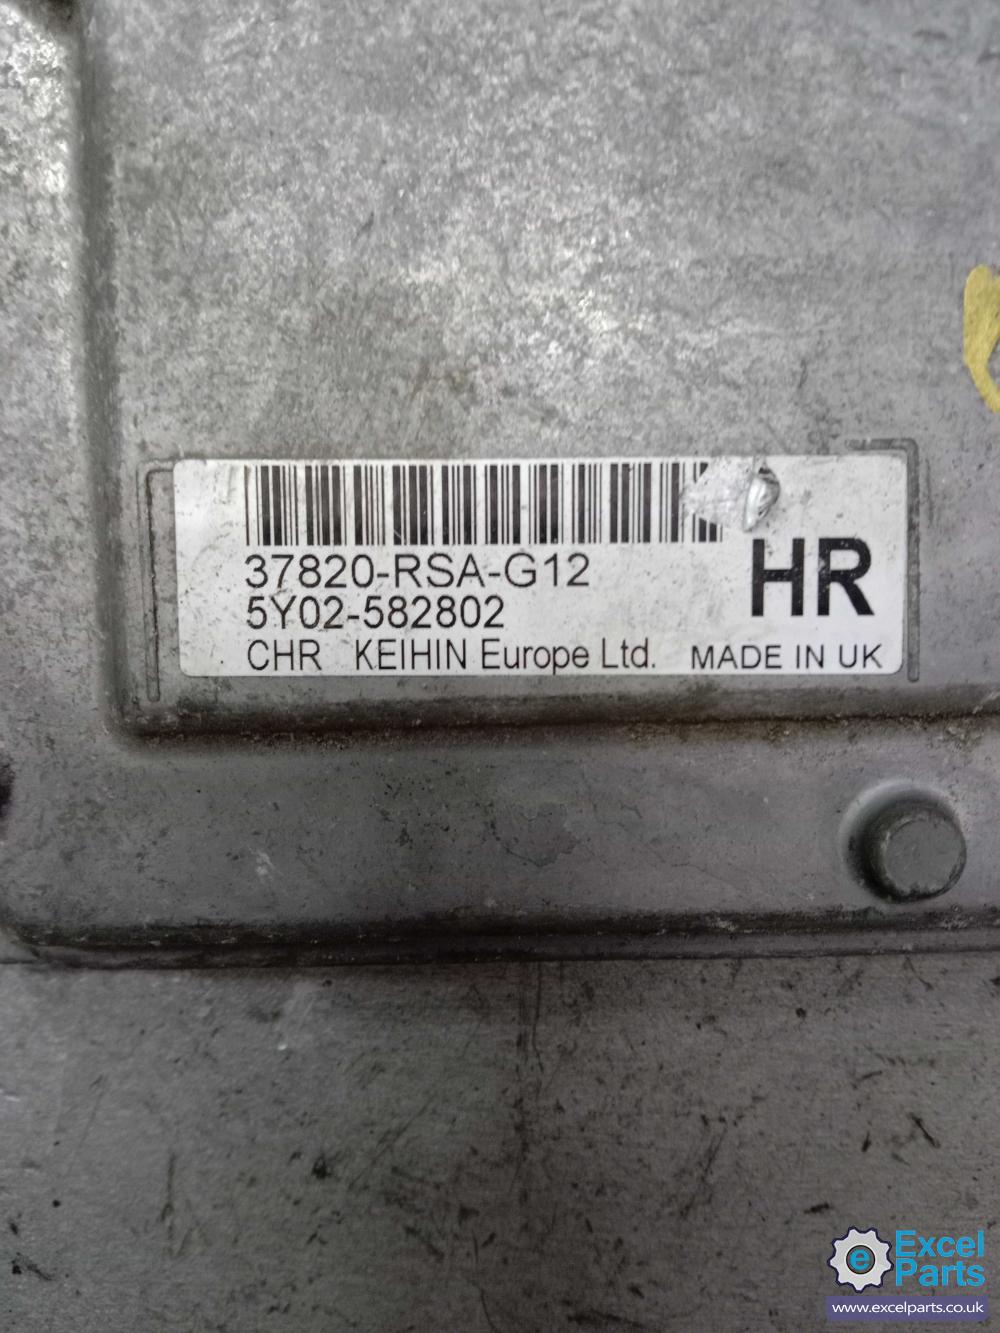 37820-RSA-G12
5Y02-582802
HR
CHR KEIHIN Europe Ltd. MADE IN UK
e Excel Parts
www.excelparts.co.uk